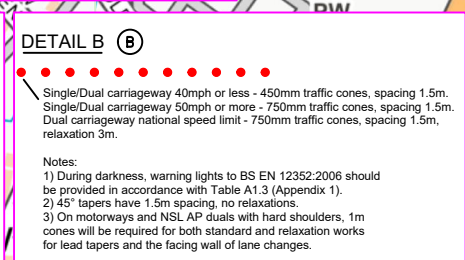 RW
DETAIL B B
Single/Dual carriageway 40mph or less - 450mm traffic cones, spacing 1.5m.
Single/Dual carriageway 50mph or more - 750mm traffic cones, spacing 1.5m.
Dual carriageway national speed limit - 750mm traffic cones, spacing 1.5m,
relaxation 3m.
Notes:
1) During darkness, warning lights to BS EN 12352:2006 should
be provided in accordance with Table A1.3 (Appendix 1).
2) 45° tapers have 1.5m spacing, no relaxations.
3) On motorways and NSL AP duals with hard shoulders, 1m
cones will be required for both standard and relaxation works
for lead tapers and the facing wall of lane changes.